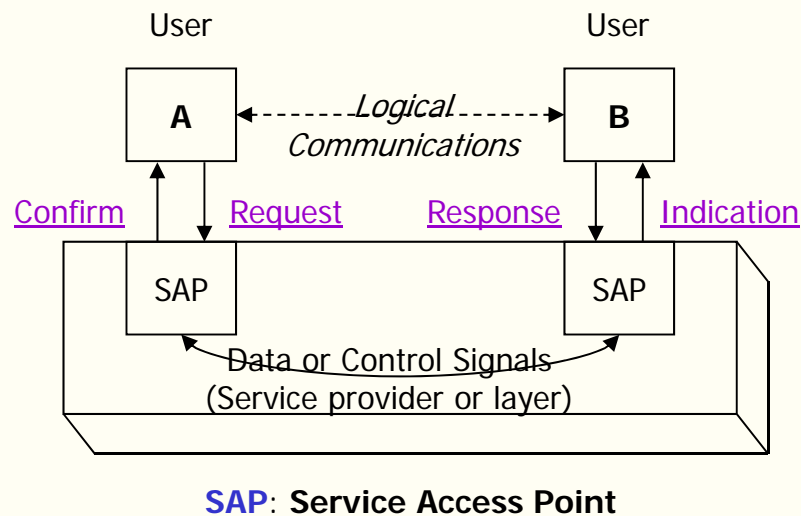 User User
A B
Logical
Communications
Confirm Request Response Indication
SAP SAP
Data or Control Signals
(Service provider or layer)
SAP: Service Access Point